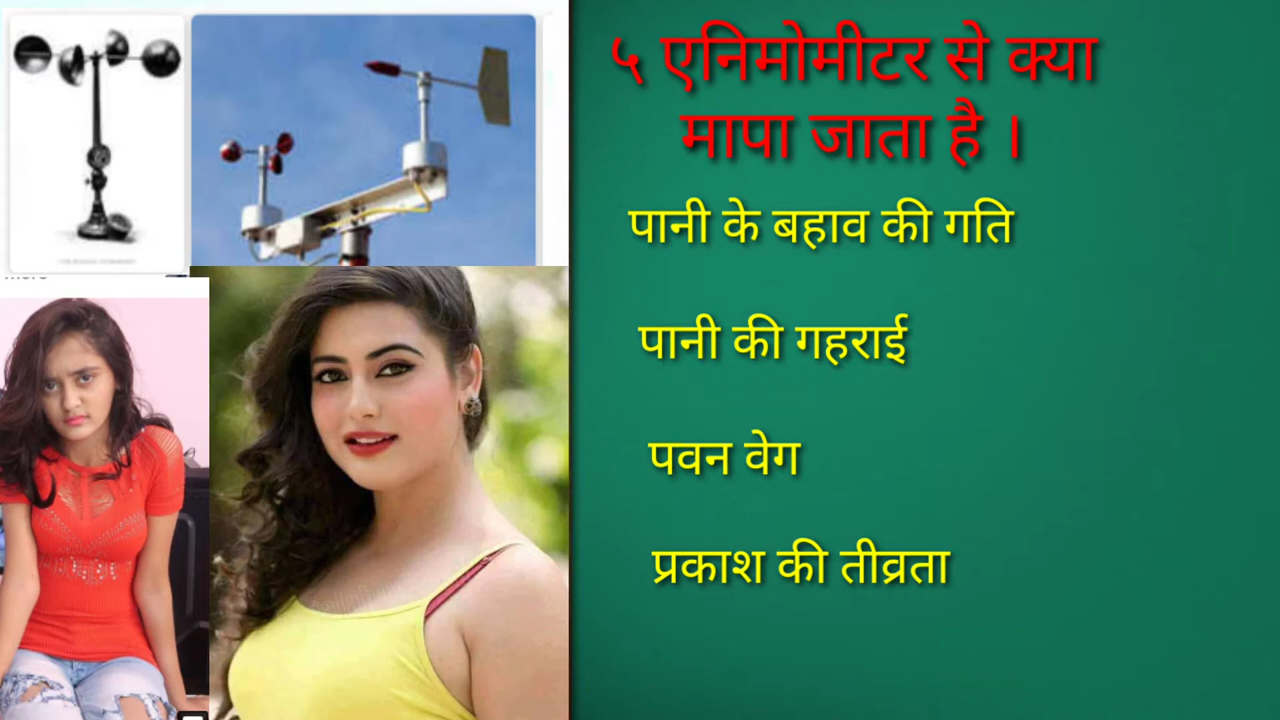 ५ एनिमोमीटर से क्या
मापा जाता है ।
पानी के बहाव की गति
पानी की गहराई
पवन वेग
प्रकाश की तीव्रता